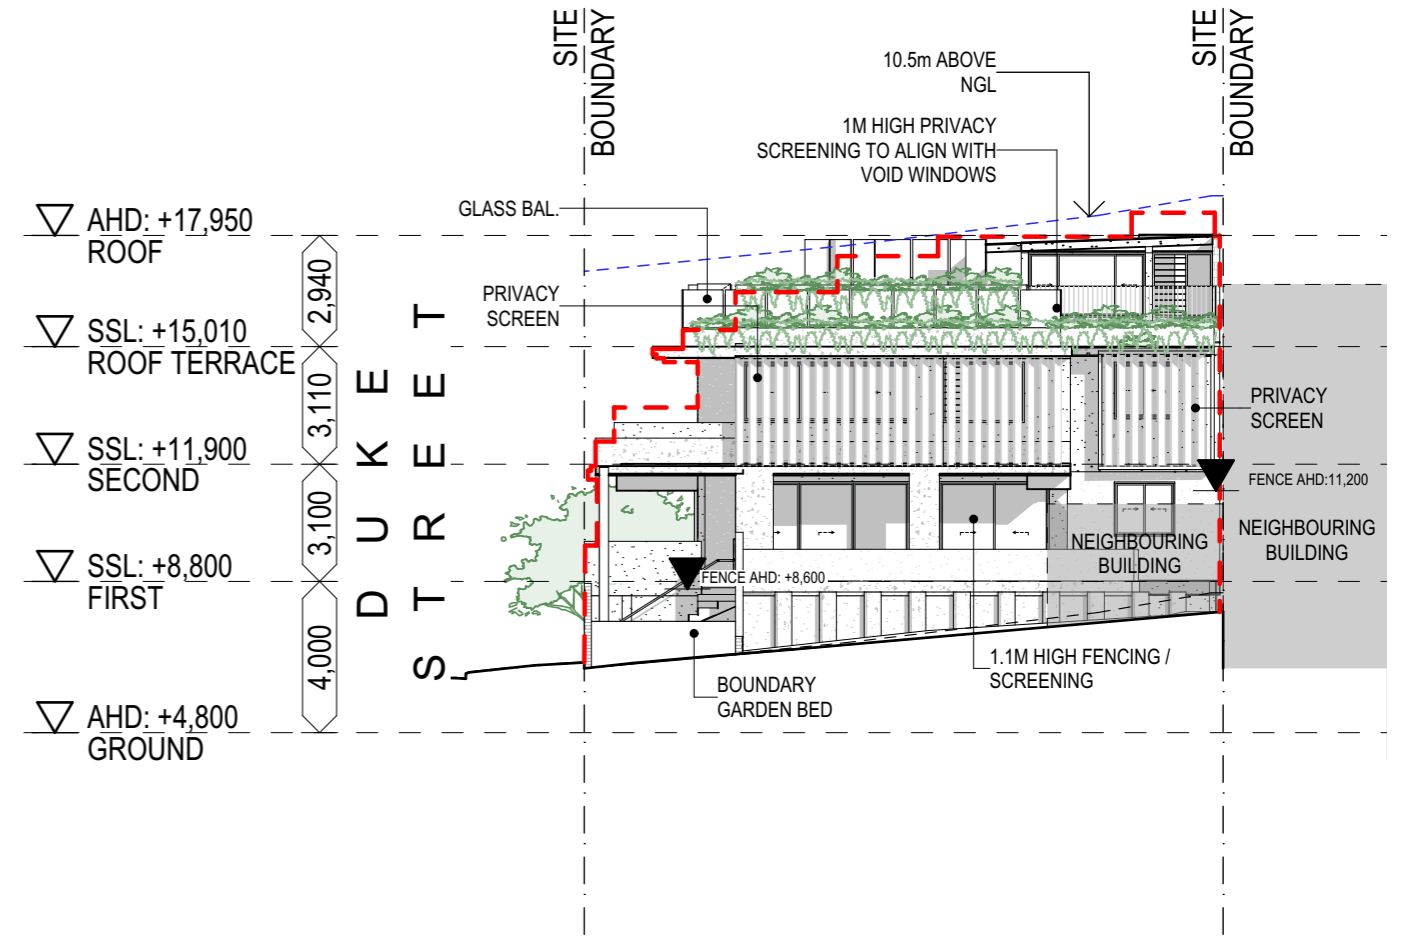 SITE
BOUNDARY
SITE
BOUNDARY
10.5m ABOVE
NGL
1M HIGH PRIVACY
SCREENING TO ALIGN WITH
VOID WINDOWS
GLASS BAL.
AHD: +17,950
ROOF
2,940
PRIVACY
SCREEN
SSL: +15,010
ROOF TERRACE
3,110
DUKE
STREET
PRIVACY
SCREEN
SSL: +11,900
SECOND
FENCE AHD:11,200
3,100
NEIGHBOURING
BUILDING
NEIGHBOURING
BUILDING
SSL: +8,800
FIRST
FENCE AHD: +8,600
4,000
1.1M HIGH FENCING /
SCREENING
BOUNDARY
GARDEN BED
AHD: +4,800
GROUND